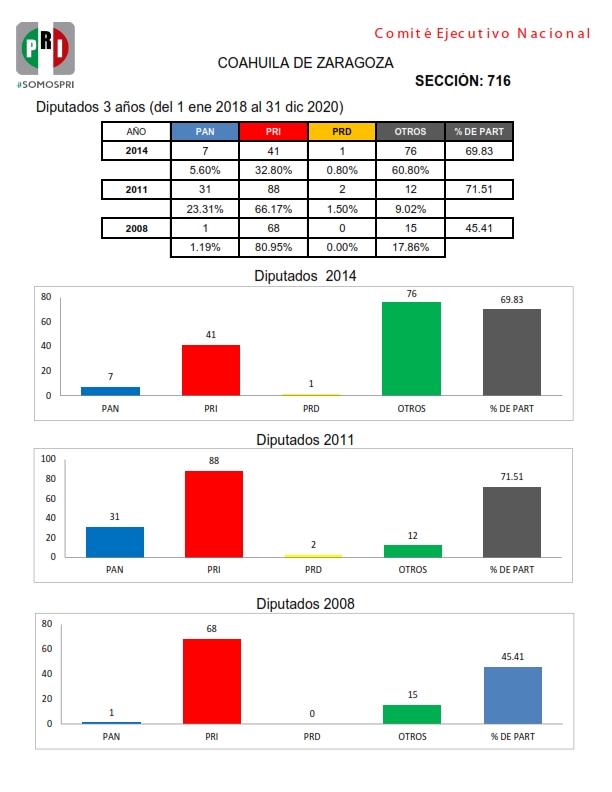 Comité Ejecutivo Nacional
PRI
#SOMOSPRI
COAHUILA DE ZARAGOZA
SECCIÓN: 716
Diputados 3 años (del 1 ene 2018 al 31 dic 2020)
AÑO PAN PRI PRD OTROS % DE PART
2014 7 41 1 76 69.83
5.60% 32.80% 0.80% 60.80%
2011 31 88 2 12 71.51
23.31% 66.17% 1.50% 9.02%
2008 1 68 0 15 45.41
1.19% 80.95% 0.00% 17.86%
Diputados 2014
80
60
40
20
0
7 41 1 76 69.83
PAN PRI PRD OTROS % DE PART
Diputados 2011
100
80
60
40
20
0
31 88 2 12 71.51
PAN PRI PRD OTROS % DE PART
Diputados 2008
80
60
40
20
0
1 68 0 15 45.41
PAN PRI PRD OTROS % DE PART